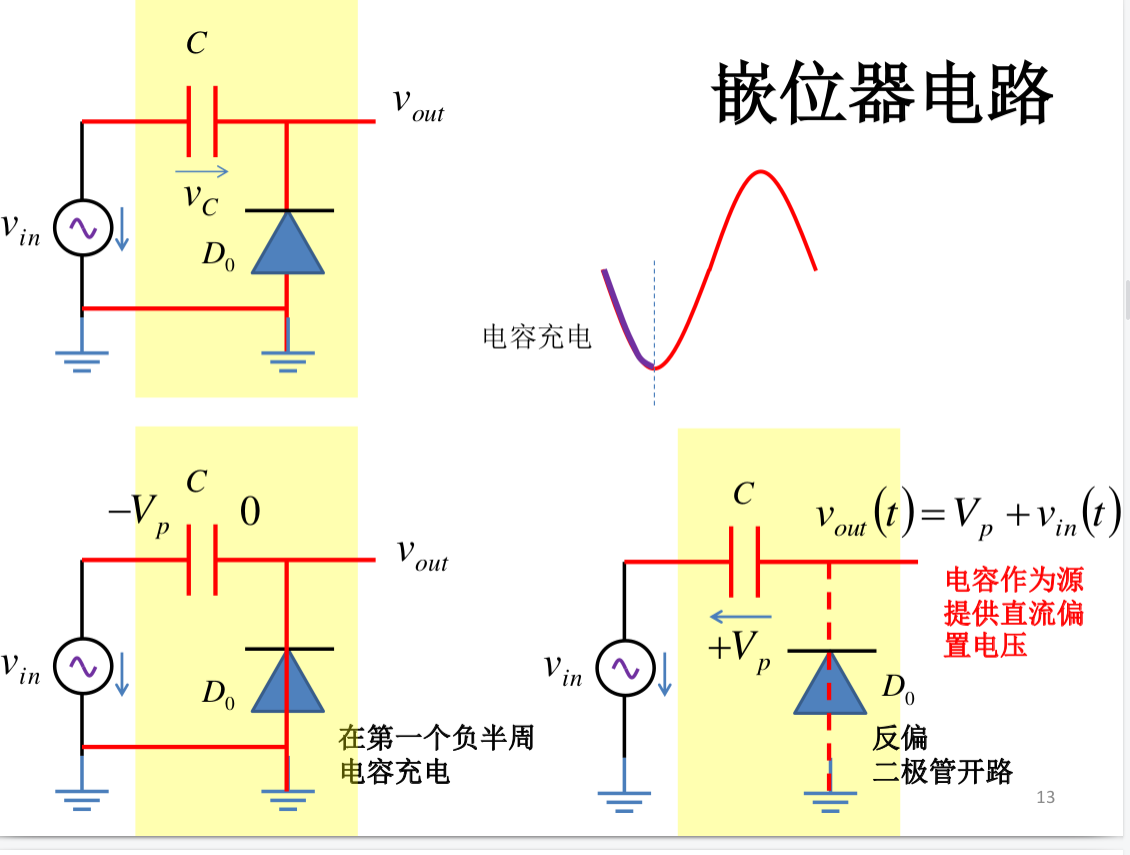 嵌位器电路
C
v_out
v_C
v_in
D_0
电容充电
C
−V_p
0
v_out
v_in
D_0
在第一个负半周
电容充电
C
v_out(t)=V_p+v_in(t)
电容作为源
提供直流偏
置电压
+V_p
v_in
D_0
反偏
二极管开路
13